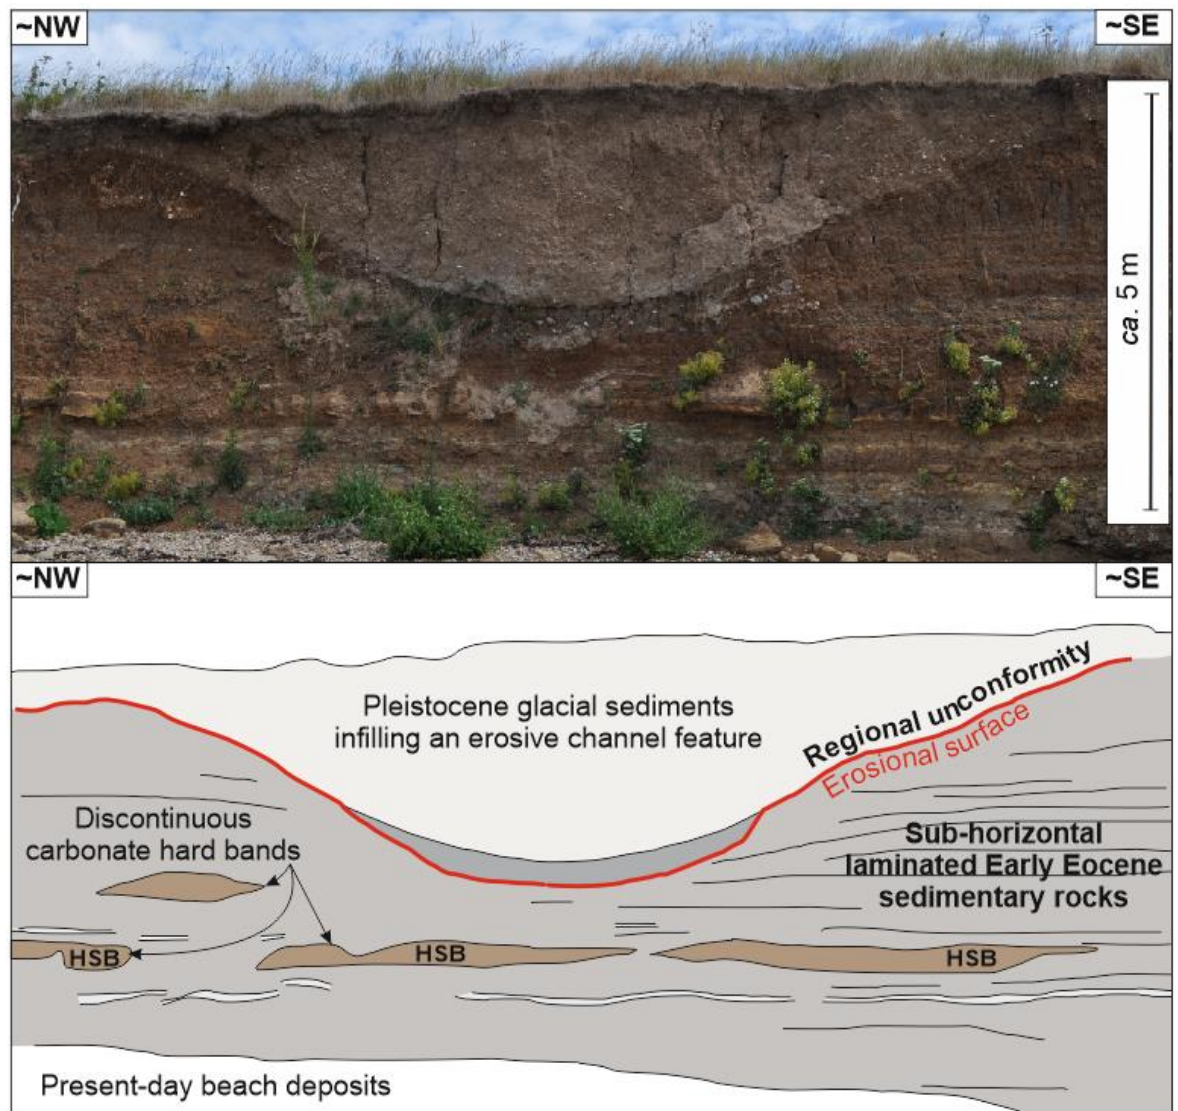 ~NW
~SE
ca. 5 m
~NW
~SE
Pleistocene glacial sediments
infilling an erosive channel feature
Regional unconformity
Erosional surface
Discontinuous
carbonate hard bands
Sub-horizontal
laminated Early Eocene
sedimentary rocks
HSB
HSB
HSB
Present-day beach deposits